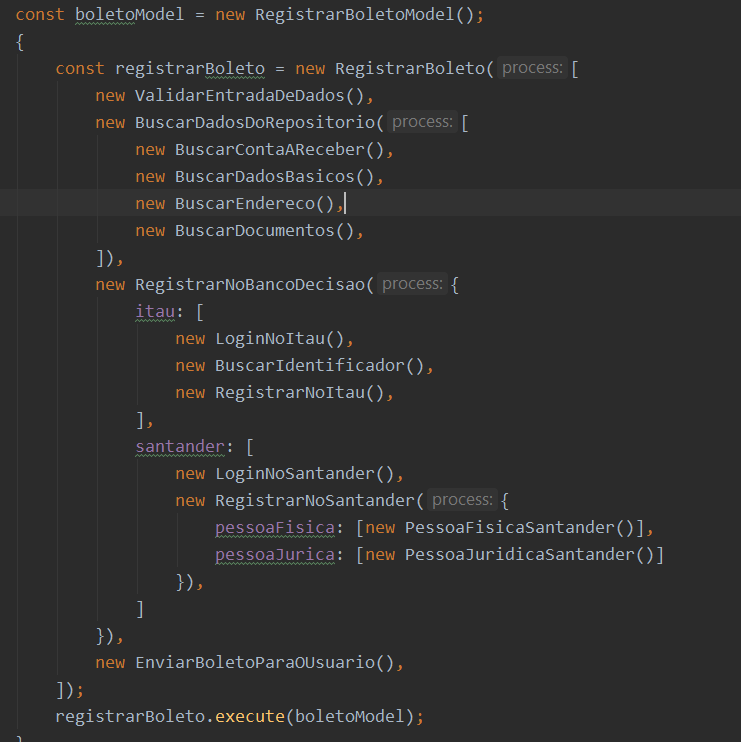 const boletoModel = new RegistrarBoletoModel();
{
    const registrarBoleto = new RegistrarBoleto( process: [
        new ValidarEntradaDeDados(),
        new BuscarDadosDoRepositorio( process: [
            new BuscarContaAReceber(),
            new BuscarDadosBasicos(),
            new BuscarEndereco(),
            new BuscarDocumentos(),
        ]),
        new RegistrarNoBancoDecisao( process: {
            itau: [
                new LoginNoItau(),
                new BuscarIdentificador(),
                new RegistrarNoItau(),
            ],
            santander: [
                new LoginNoSantander(),
                new RegistrarNoSantander( process: {
                    pessoaFisica: [new PessoaFisicaSantander()],
                    pessoaJurica: [new PessoaJuridicaSantander()]
                }),
            ]
        }),
        new EnviarBoletoParaOUsuario(),
    ]);
    registrarBoleto.execute(boletoModel);
}